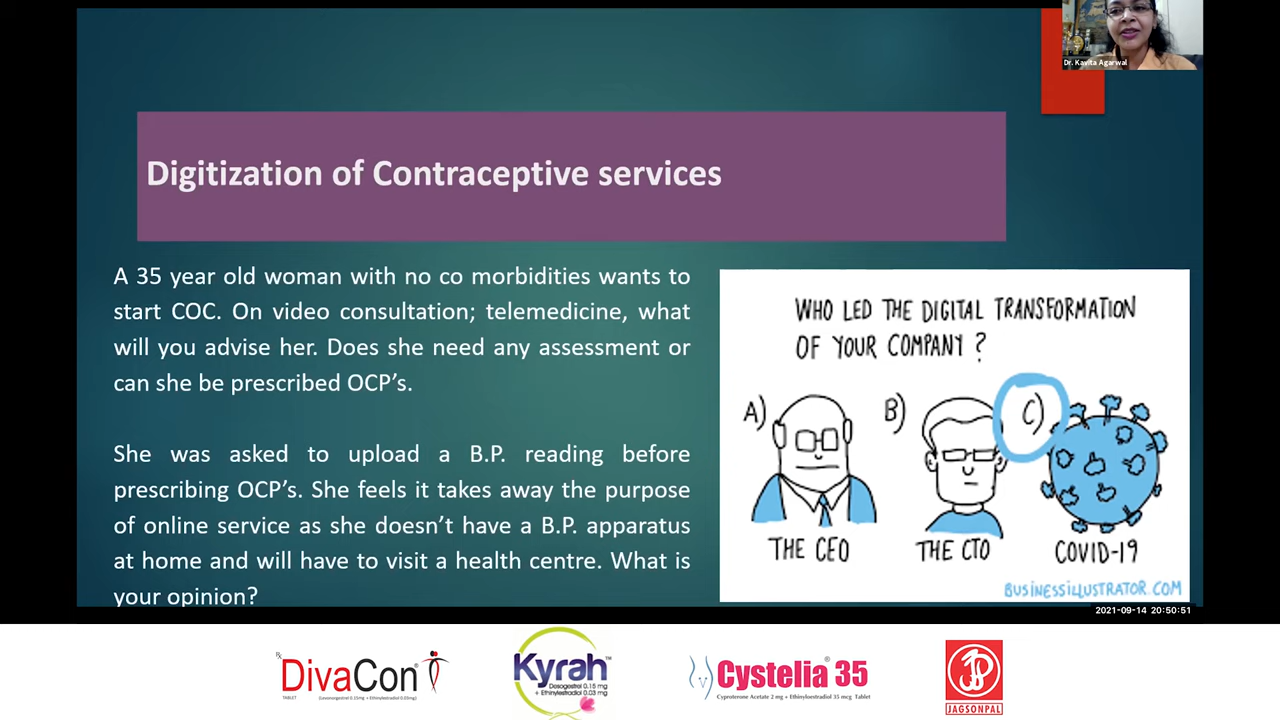 Dr. Kavita Agarwal
Digitization of Contraceptive services
A 35 year old woman with no co morbidities wants to
start COC. On video consultation; telemedicine, what
will you advise her. Does she need any assessment or
can she be prescribed OCP's.
She was asked to upload a B.P. reading before
prescribing OCP's. She feels it takes away the purpose
of online service as she doesn't have a B.P. apparatus
at home and will have to visit a health centre. What is
your opinion?
WHO LED THE DIGITAL TRANSFORMATION
OF YOUR COMPANY?
A) B) C)
THE CEO THE CTO COVID-19
BUSINESSILLUSTRATOR.COM
2021-09-14 20:50:51
DivaCon®
TABLET
Kyrah™
Desogestrel 0.15 mg
+ Ethinylestradiol 0.03 mg
Cystelia® 35
Cyproterone Acetate 2 mg + Ethinyloestradiol 35 mcg Tablet
JAGSONPAL